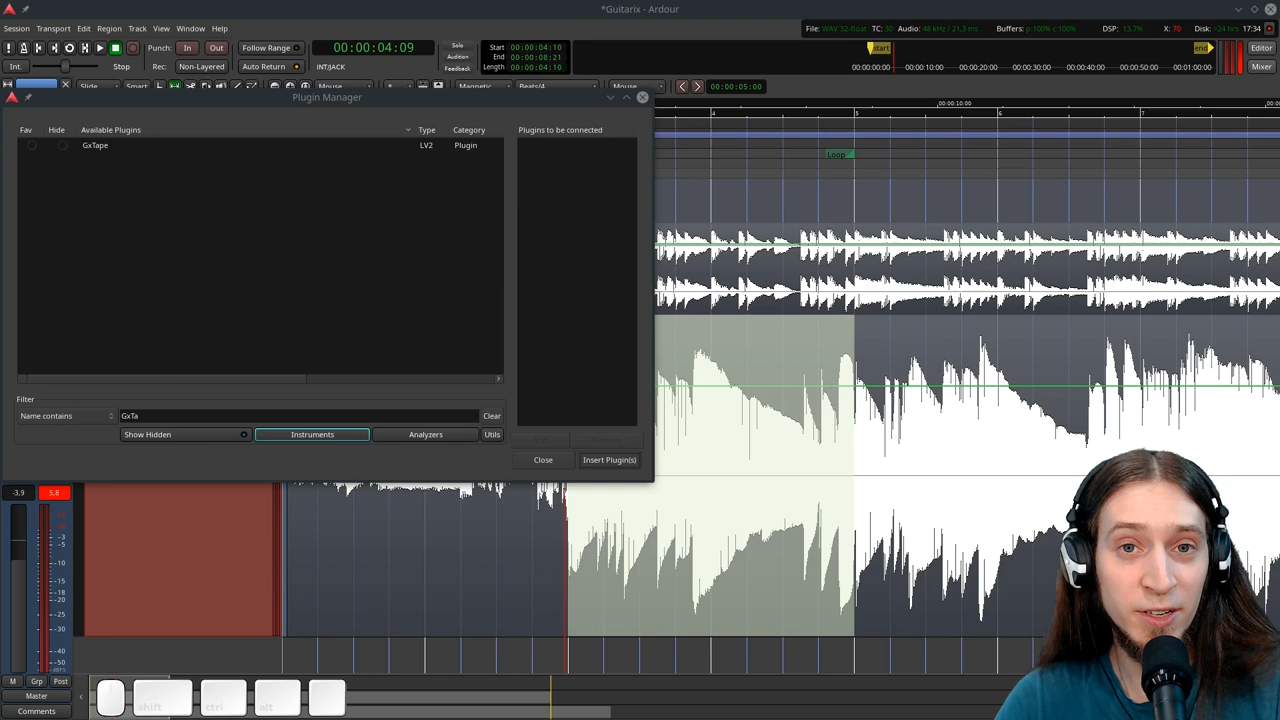 *Guitarix - Ardour
Session Transport Edit Region Track View Window Help
File: WAV 32-float TC: 30 Audio: 48 kHz / 21,3 ms Buffers: p:100% c:100% DSP: 13,7% X: 70 Disk: >24 hrs 17:34
Punch: In Out Follow Range 00:00:04:09 Solo Audition Feedback
Start 00:00:04:10
End 00:00:08:21
Length 00:00:04:10
start end
Int. Stop Rec: Non-Layered Auto Return INT/JACK
00:00:00:00 00:00:10:00 00:00:20:00 00:00:30:00 00:00:40:00 00:00:50:00 00:01:00:00
Editor
Mixer
Slide Smart Mouse Magnetic Beats/4 Mouse 00:00:05:00
Plugin Manager
00:00:10:00
4 5 6 7
Loop
Fav Hide Available Plugins Type Category Plugins to be connected
GxTape LV2 Plugin
Filter
Name contains GxTa Clear
Show Hidden Instruments Analyzers Utils
Close Insert Plugin(s)
-3,9 5,8
-3
-5
-10
-15
-18
-20
-25
-30
-40
-50
M Grp Post
Master
Comments
shift ctrl alt